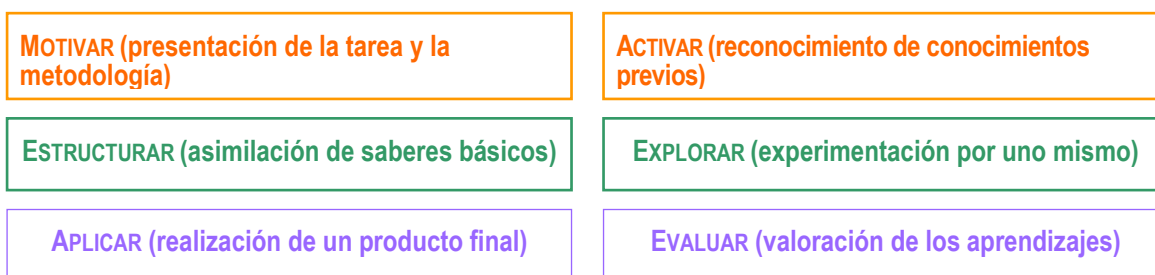 MOTIVAR (presentación de la tarea y la
metodología)
ACTIVAR (reconocimiento de conocimientos
previos)
ESTRUCTURAR (asimilación de saberes básicos)
EXPLORAR (experimentación por uno mismo)
APLICAR (realización de un producto final)
EVALUAR (valoración de los aprendizajes)